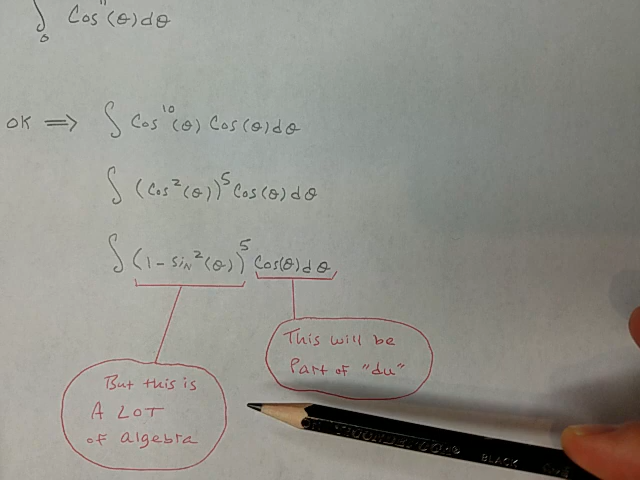 ∫₀ Cos¹¹(θ)dθ
OK ⟹ ∫ Cos¹⁰(θ) Cos(θ)dθ
∫ (Cos²(θ))⁵ Cos(θ)dθ
∫ (1-sin²(θ))⁵ Cos(θ)dθ
This will be
Part of "du"
But this is
A LOT
of algebra
BLACK